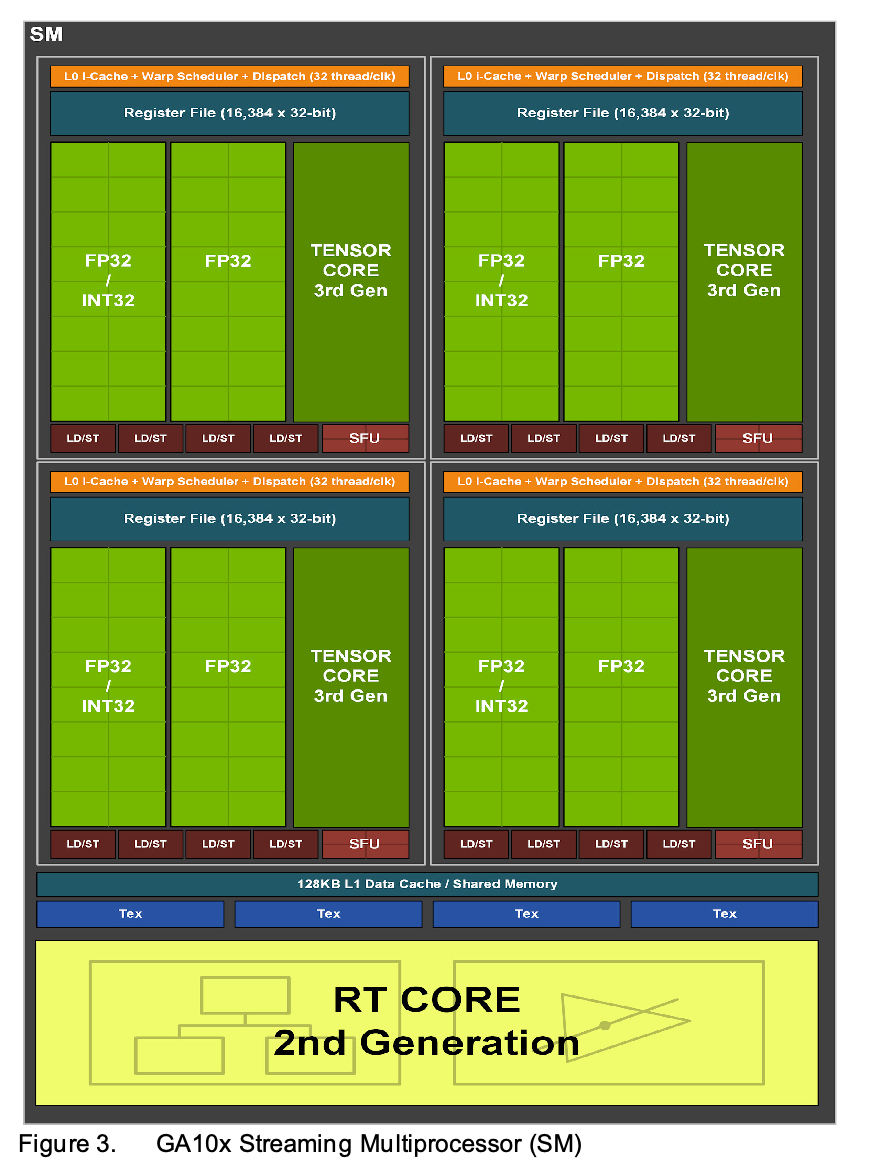 SM
L0 i-Cache + Warp Scheduler + Dispatch (32 thread/clk)
Register File (16,384 x 32-bit)
FP32
/
INT32
FP32
TENSOR
CORE
3rd Gen
LD/ST
LD/ST
LD/ST
LD/ST
SFU
L0 i-Cache + Warp Scheduler + Dispatch (32 thread/clk)
Register File (16,384 x 32-bit)
FP32
/
INT32
FP32
TENSOR
CORE
3rd Gen
LD/ST
LD/ST
LD/ST
LD/ST
SFU
L0 i-Cache + Warp Scheduler + Dispatch (32 thread/clk)
Register File (16,384 x 32-bit)
FP32
/
INT32
FP32
TENSOR
CORE
3rd Gen
LD/ST
LD/ST
LD/ST
LD/ST
SFU
L0 i-Cache + Warp Scheduler + Dispatch (32 thread/clk)
Register File (16,384 x 32-bit)
FP32
/
INT32
FP32
TENSOR
CORE
3rd Gen
LD/ST
LD/ST
LD/ST
LD/ST
SFU
128KB L1 Data Cache / Shared Memory
Tex
Tex
Tex
Tex
RT CORE
2nd Generation
Figure 3. GA10x Streaming Multiprocessor (SM)